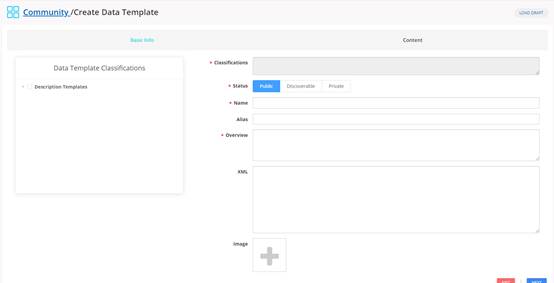 Community /Create Data Template
LOAD DRAFT
Basic Info
Content
Data Template Classifications
Description Templates
* Classifications
* Status
Public
Discoverable
Private
* Name
Alias
* Overview
XML
Image